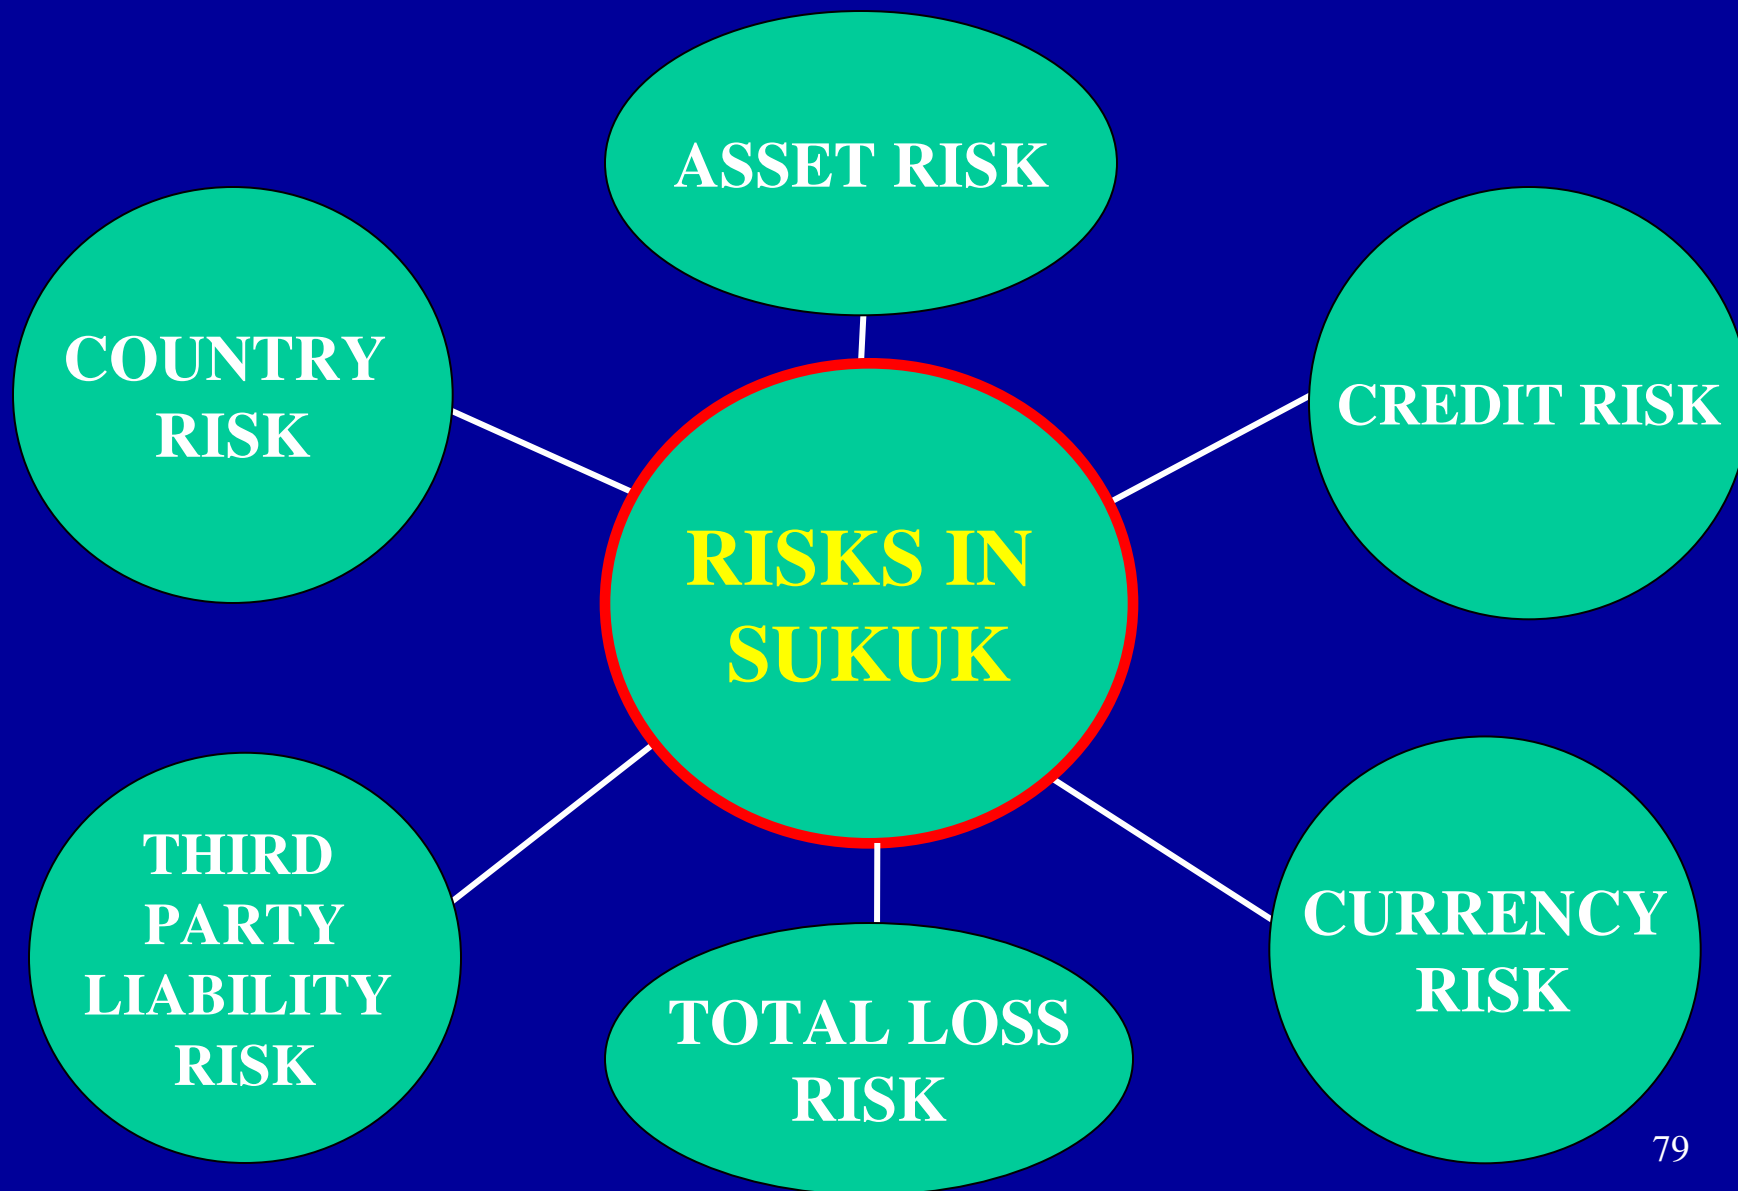 ASSET RISK
COUNTRY
RISK
CREDIT RISK
RISKS IN
SUKUK
THIRD
PARTY
LIABILITY
RISK
TOTAL LOSS
RISK
CURRENCY
RISK
79